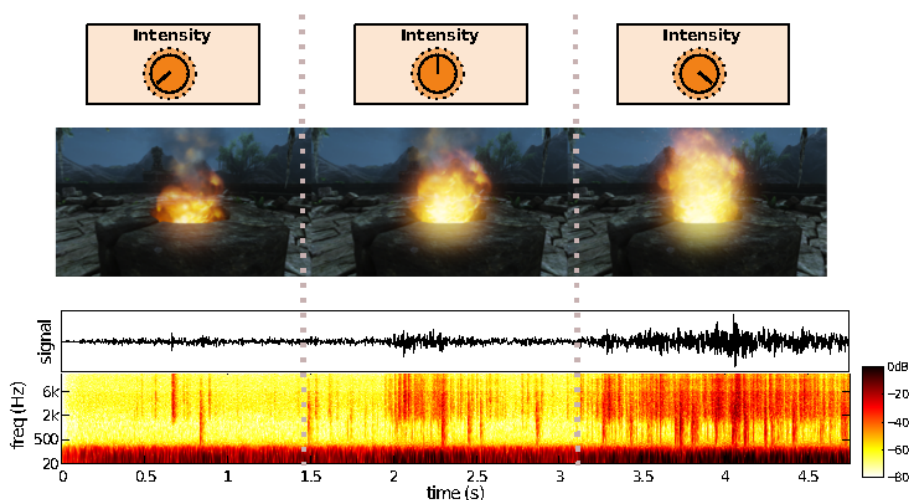 Intensity
Intensity
Intensity
signal
freq (Hz)
6k
2k
500
20
0 0.5 1 1.5 2 2.5 3 3.5 4 4.5
time (s)
0dB
−20
−40
−60
−80